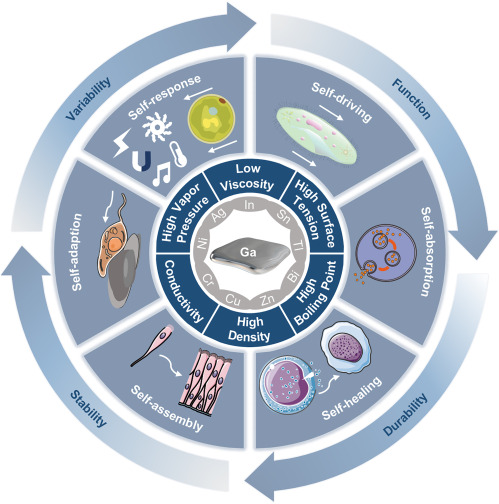 Variability
Function
Durability
Stability
Self-response
Self-driving
Self-absorption
Self-healing
Self-assembly
Self-adaption
Low
Viscosity
High Surface
Tension
High
Boiling Point
High
Density
Conductivity
High Vapor
Pressure
In
Sn
Tl
Bi
Zn
Cu
Cr
Ni
Ag
Ga